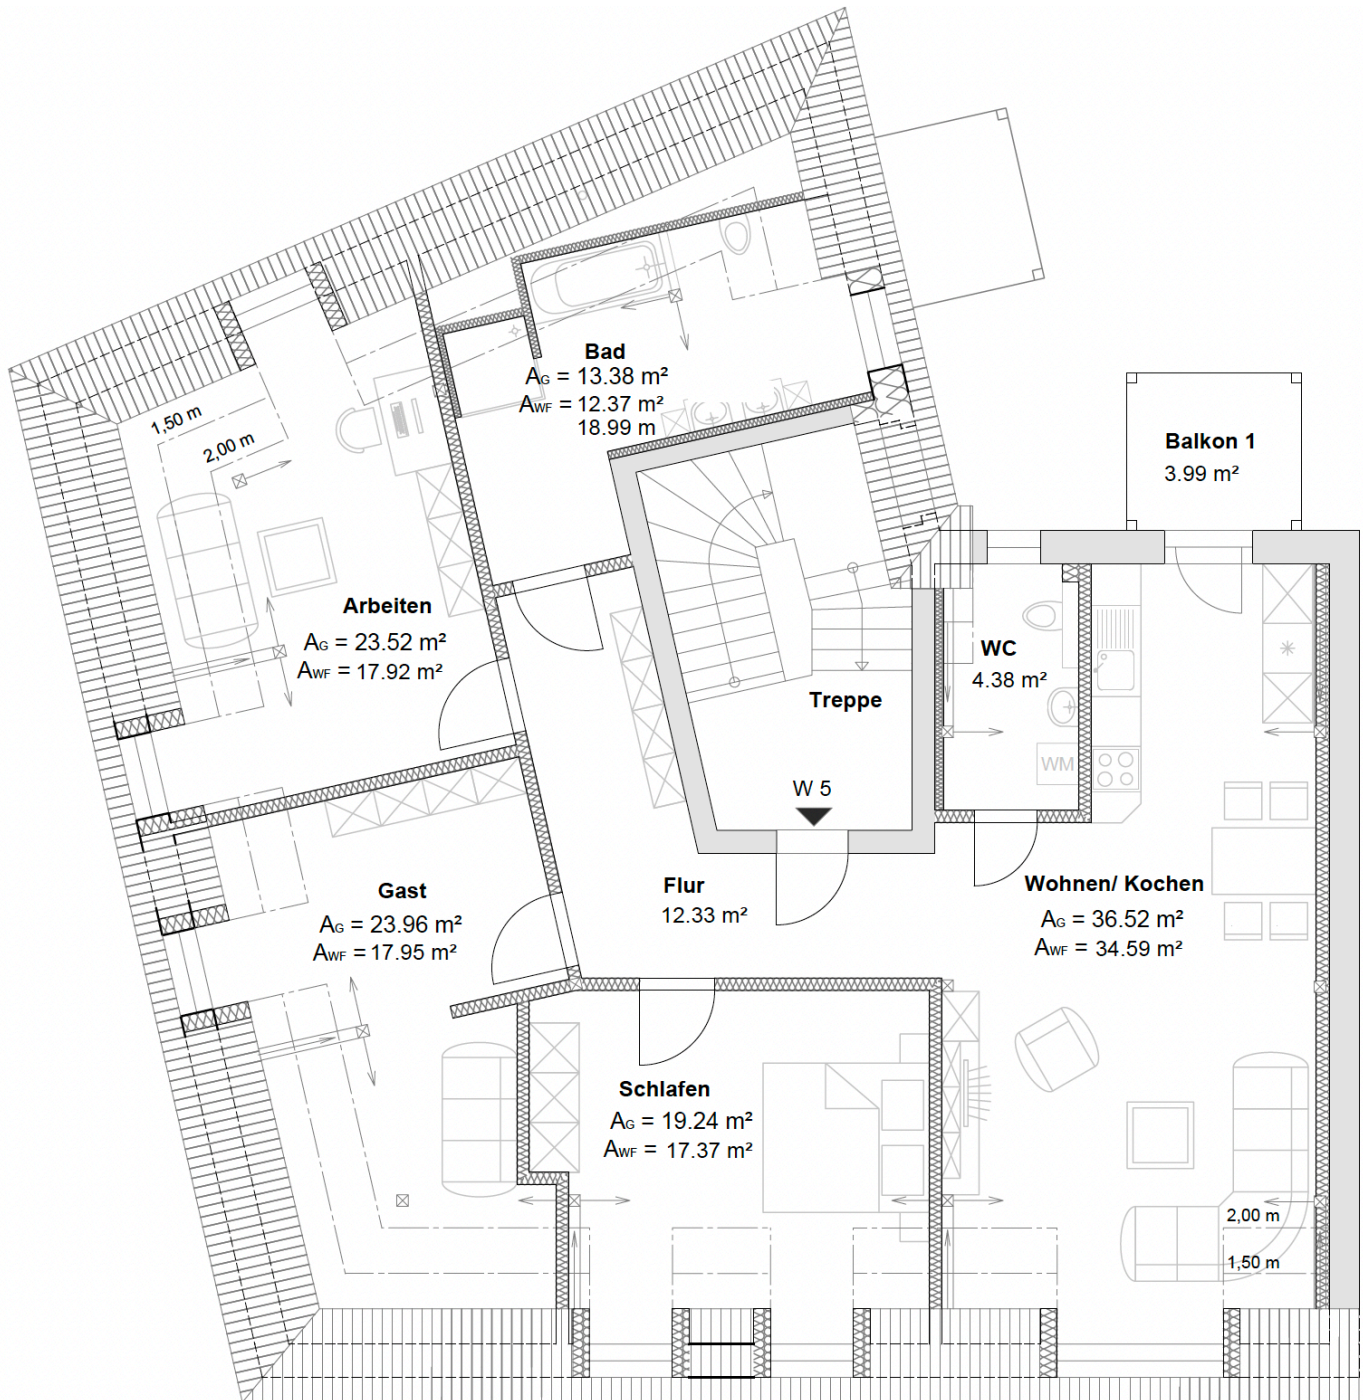 Bad
AG = 13.38 m²
AWF = 12.37 m²
18.99 m
1,50 m
2,00 m
Balkon 1
3.99 m²
Arbeiten
AG = 23.52 m²
AWF = 17.92 m²
WC
4.38 m²
Treppe
WM
W 5
Gast
AG = 23.96 m²
AWF = 17.95 m²
Flur
12.33 m²
Wohnen/ Kochen
AG = 36.52 m²
AWF = 34.59 m²
Schlafen
AG = 19.24 m²
AWF = 17.37 m²
2,00 m
1,50 m